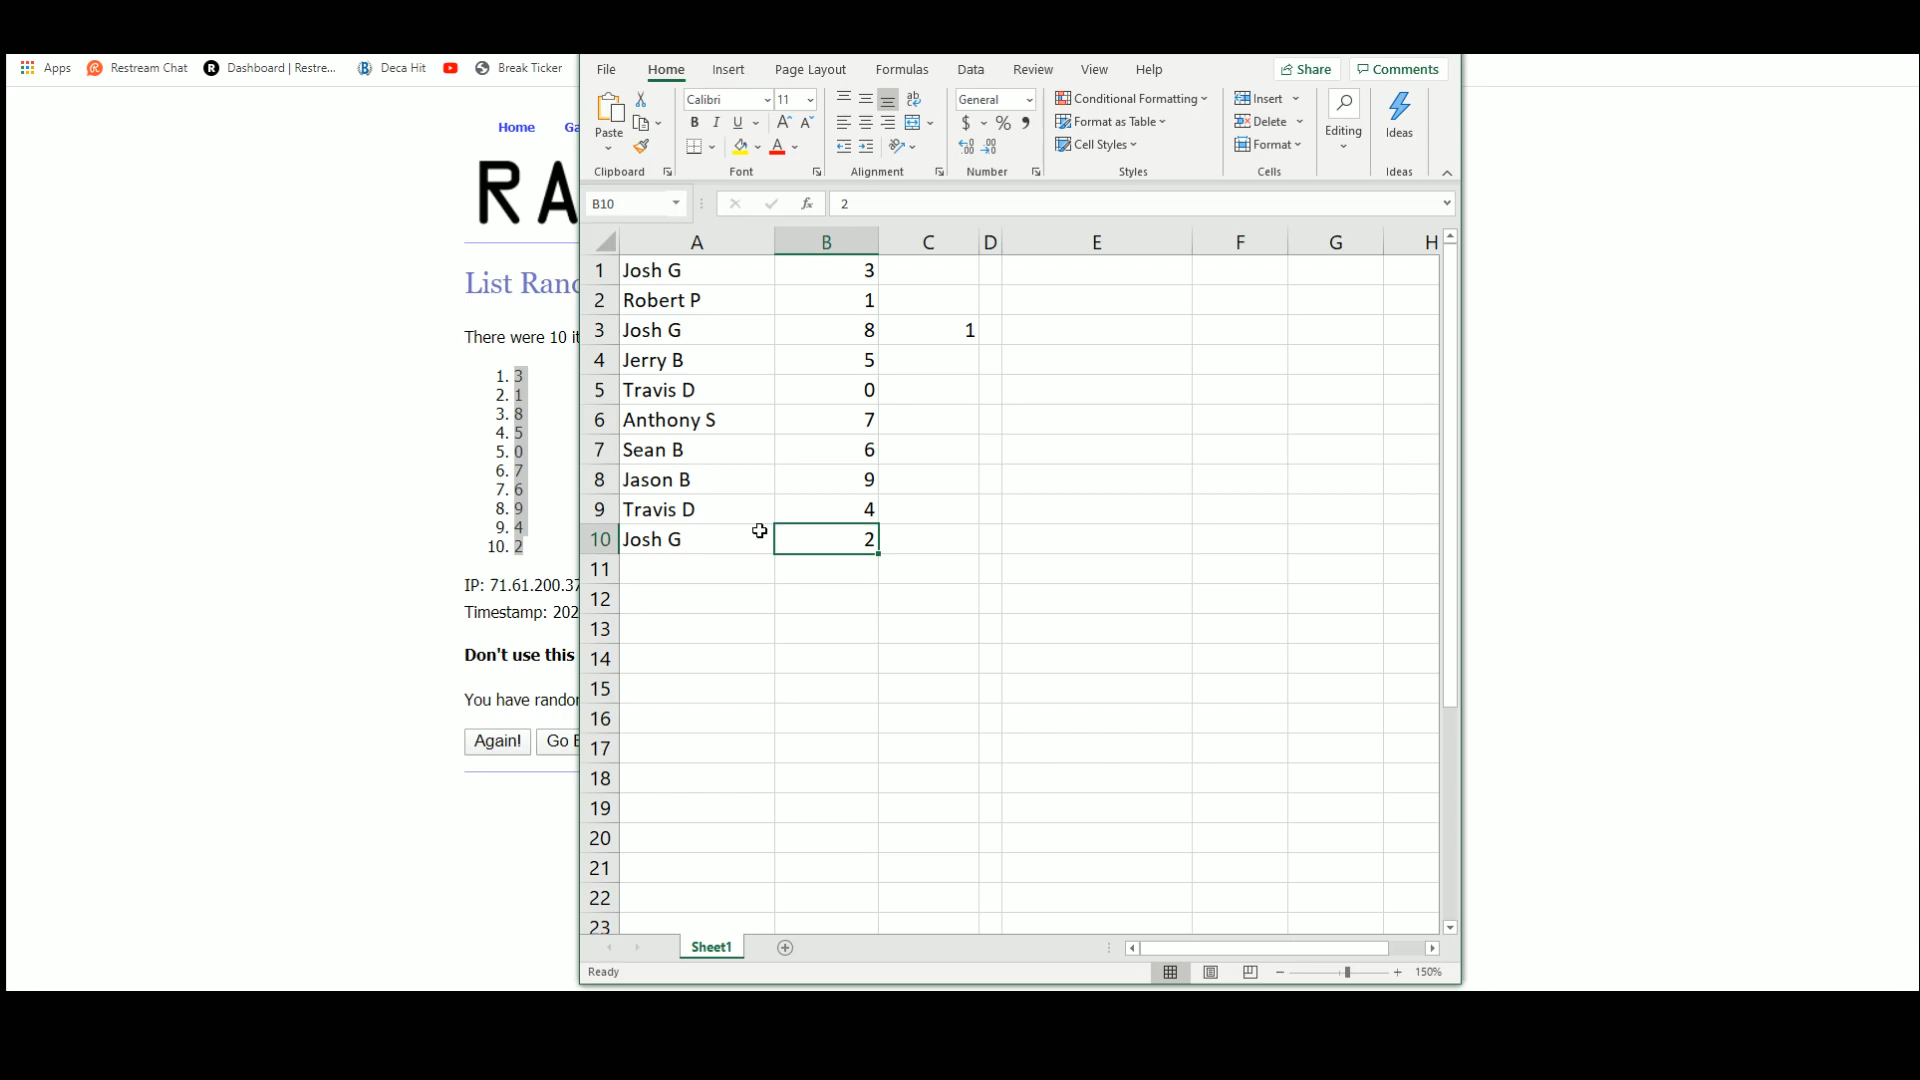 Apps Restream Chat Dashboard | Restre... Deca Hit Break Ticker
File Home Insert Page Layout Formulas Data Review View Help Share Comments
Paste
Calibri 11
B I U
General
$ %
Conditional Formatting
Format as Table
Cell Styles
Insert
Delete
Format
Editing
Ideas
Clipboard Font Alignment Number Styles Cells Ideas
B10 fx 2
A B C D E F G H
1 Josh G 3
2 Robert P 1
3 Josh G 8 1
4 Jerry B 5
5 Travis D 0
6 Anthony S 7
7 Sean B 6
8 Jason B 9
9 Travis D 4
10 Josh G 2
11
12
13
14
15
16
17
18
19
20
21
22
23
Sheet1
Ready 150%
Home Ga
RA
List Rand
There were 10 it
1. 3
2. 1
3. 8
4. 5
5. 0
6. 7
7. 6
8. 9
9. 4
10. 2
IP: 71.61.200.37
Timestamp: 202
Don't use this
You have random
Again! Go B